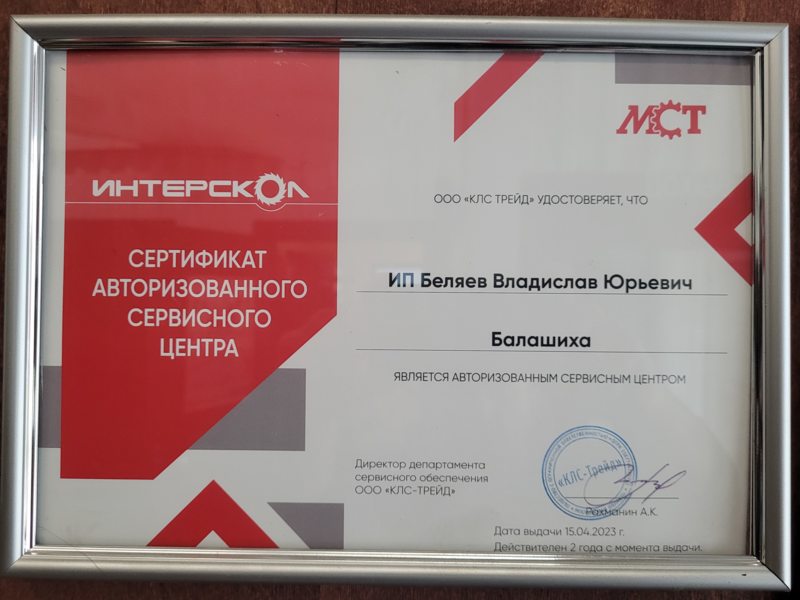 ИНТЕРСКОЛ
СЕРТИФИКАТ
АВТОРИЗОВАННОГО
СЕРВИСНОГО
ЦЕНТРА
МСТ
ООО «КЛС ТРЕЙД» УДОСТОВЕРЯЕТ, ЧТО
ИП Беляев Владислав Юрьевич
Балашиха
ЯВЛЯЕТСЯ АВТОРИЗОВАННЫМ СЕРВИСНЫМ ЦЕНТРОМ
Директор департамента
сервисного обеспечения
ООО «КЛС-ТРЕЙД»
«КЛС-Трейд»
Рахманин А.К.
Дата выдачи 15.04.2023 г.
Действителен 2 года с момента выдачи.